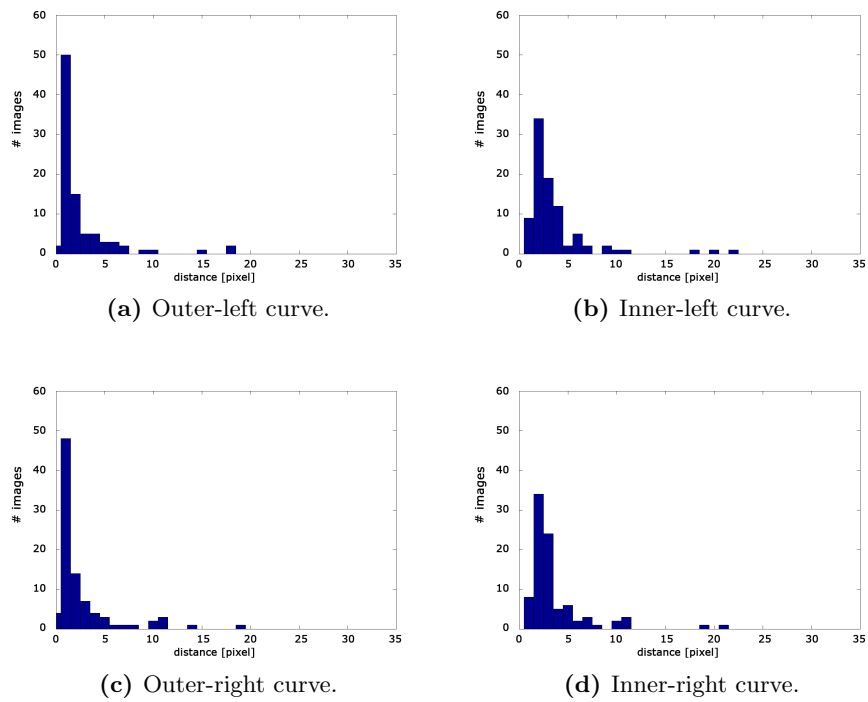 60
50
40
30
20
10
0
# images
0 5 10 15 20 25 30 35
distance [pixel]
(a) Outer-left curve.
60
50
40
30
20
10
0
# images
0 5 10 15 20 25 30 35
distance [pixel]
(b) Inner-left curve.
60
50
40
30
20
10
0
# images
0 5 10 15 20 25 30 35
distance [pixel]
(c) Outer-right curve.
60
50
40
30
20
10
0
# images
0 5 10 15 20 25 30 35
distance [pixel]
(d) Inner-right curve.